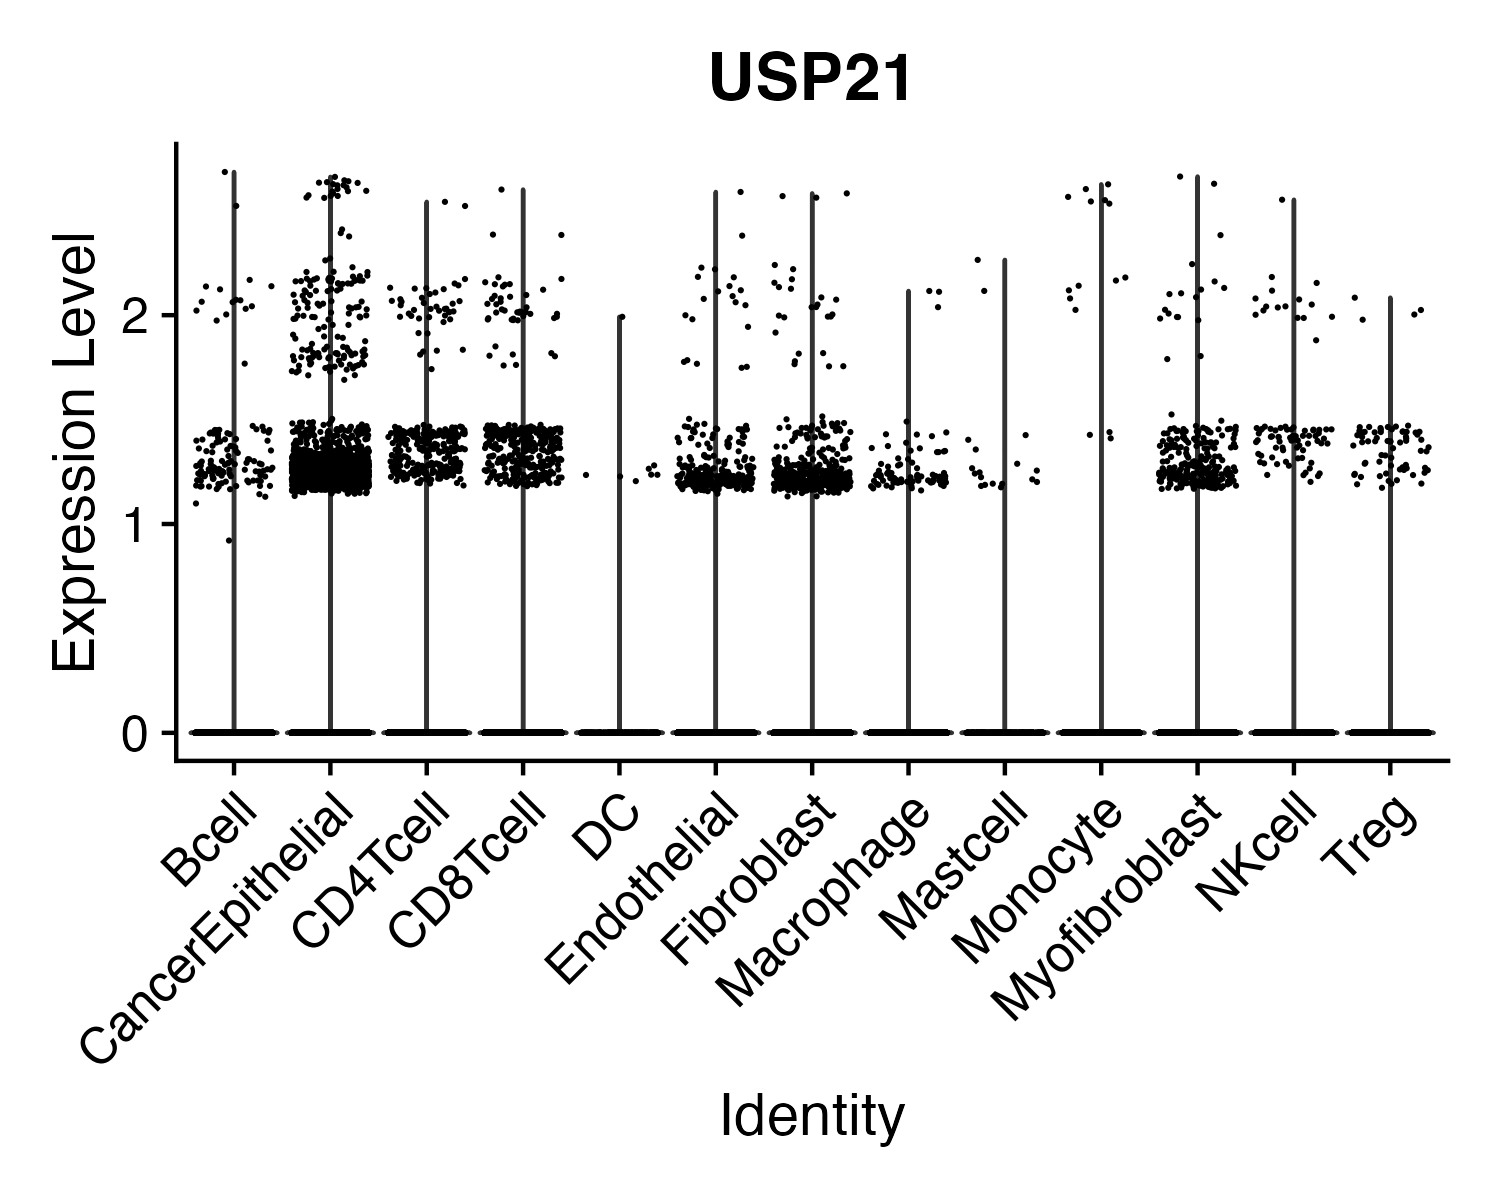 USP21
Expression Level
2
1
0
Bcell
CancerEpithelial
CD4Tcell
CD8Tcell
DC
Endothelial
Fibroblast
Macrophage
Mastcell
Monocyte
Myofibroblast
NKcell
Treg
Identity